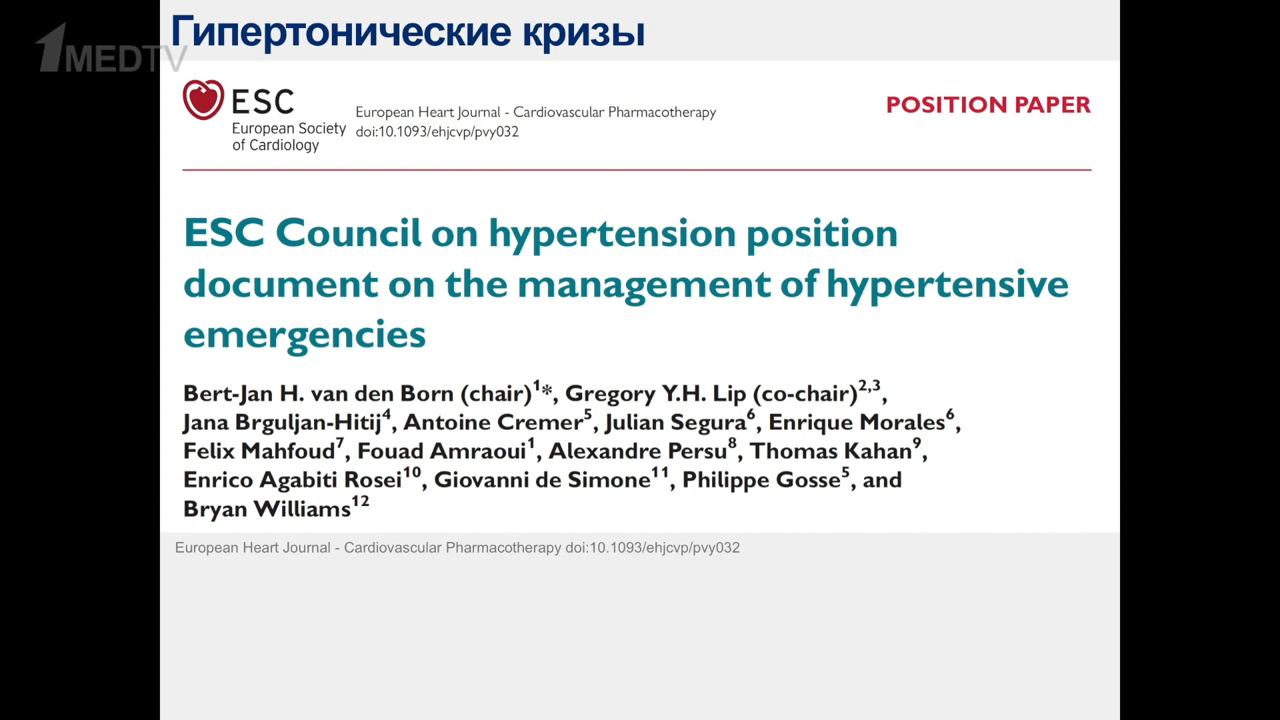 1MEDTV
Гипертонические кризы
ESC
European Society
of Cardiology
European Heart Journal - Cardiovascular Pharmacotherapy
doi:10.1093/ehjcvp/pvy032
POSITION PAPER
ESC Council on hypertension position
document on the management of hypertensive
emergencies
Bert-Jan H. van den Born (chair)1*, Gregory Y.H. Lip (co-chair)2,3,
Jana Brguljan-Hitij4, Antoine Cremer5, Julian Segura6, Enrique Morales6,
Felix Mahfoud7, Fouad Amraoui1, Alexandre Persu8, Thomas Kahan9,
Enrico Agabiti Rosei10, Giovanni de Simone11, Philippe Gosse5, and
Bryan Williams12
European Heart Journal - Cardiovascular Pharmacotherapy doi:10.1093/ehjcvp/pvy032